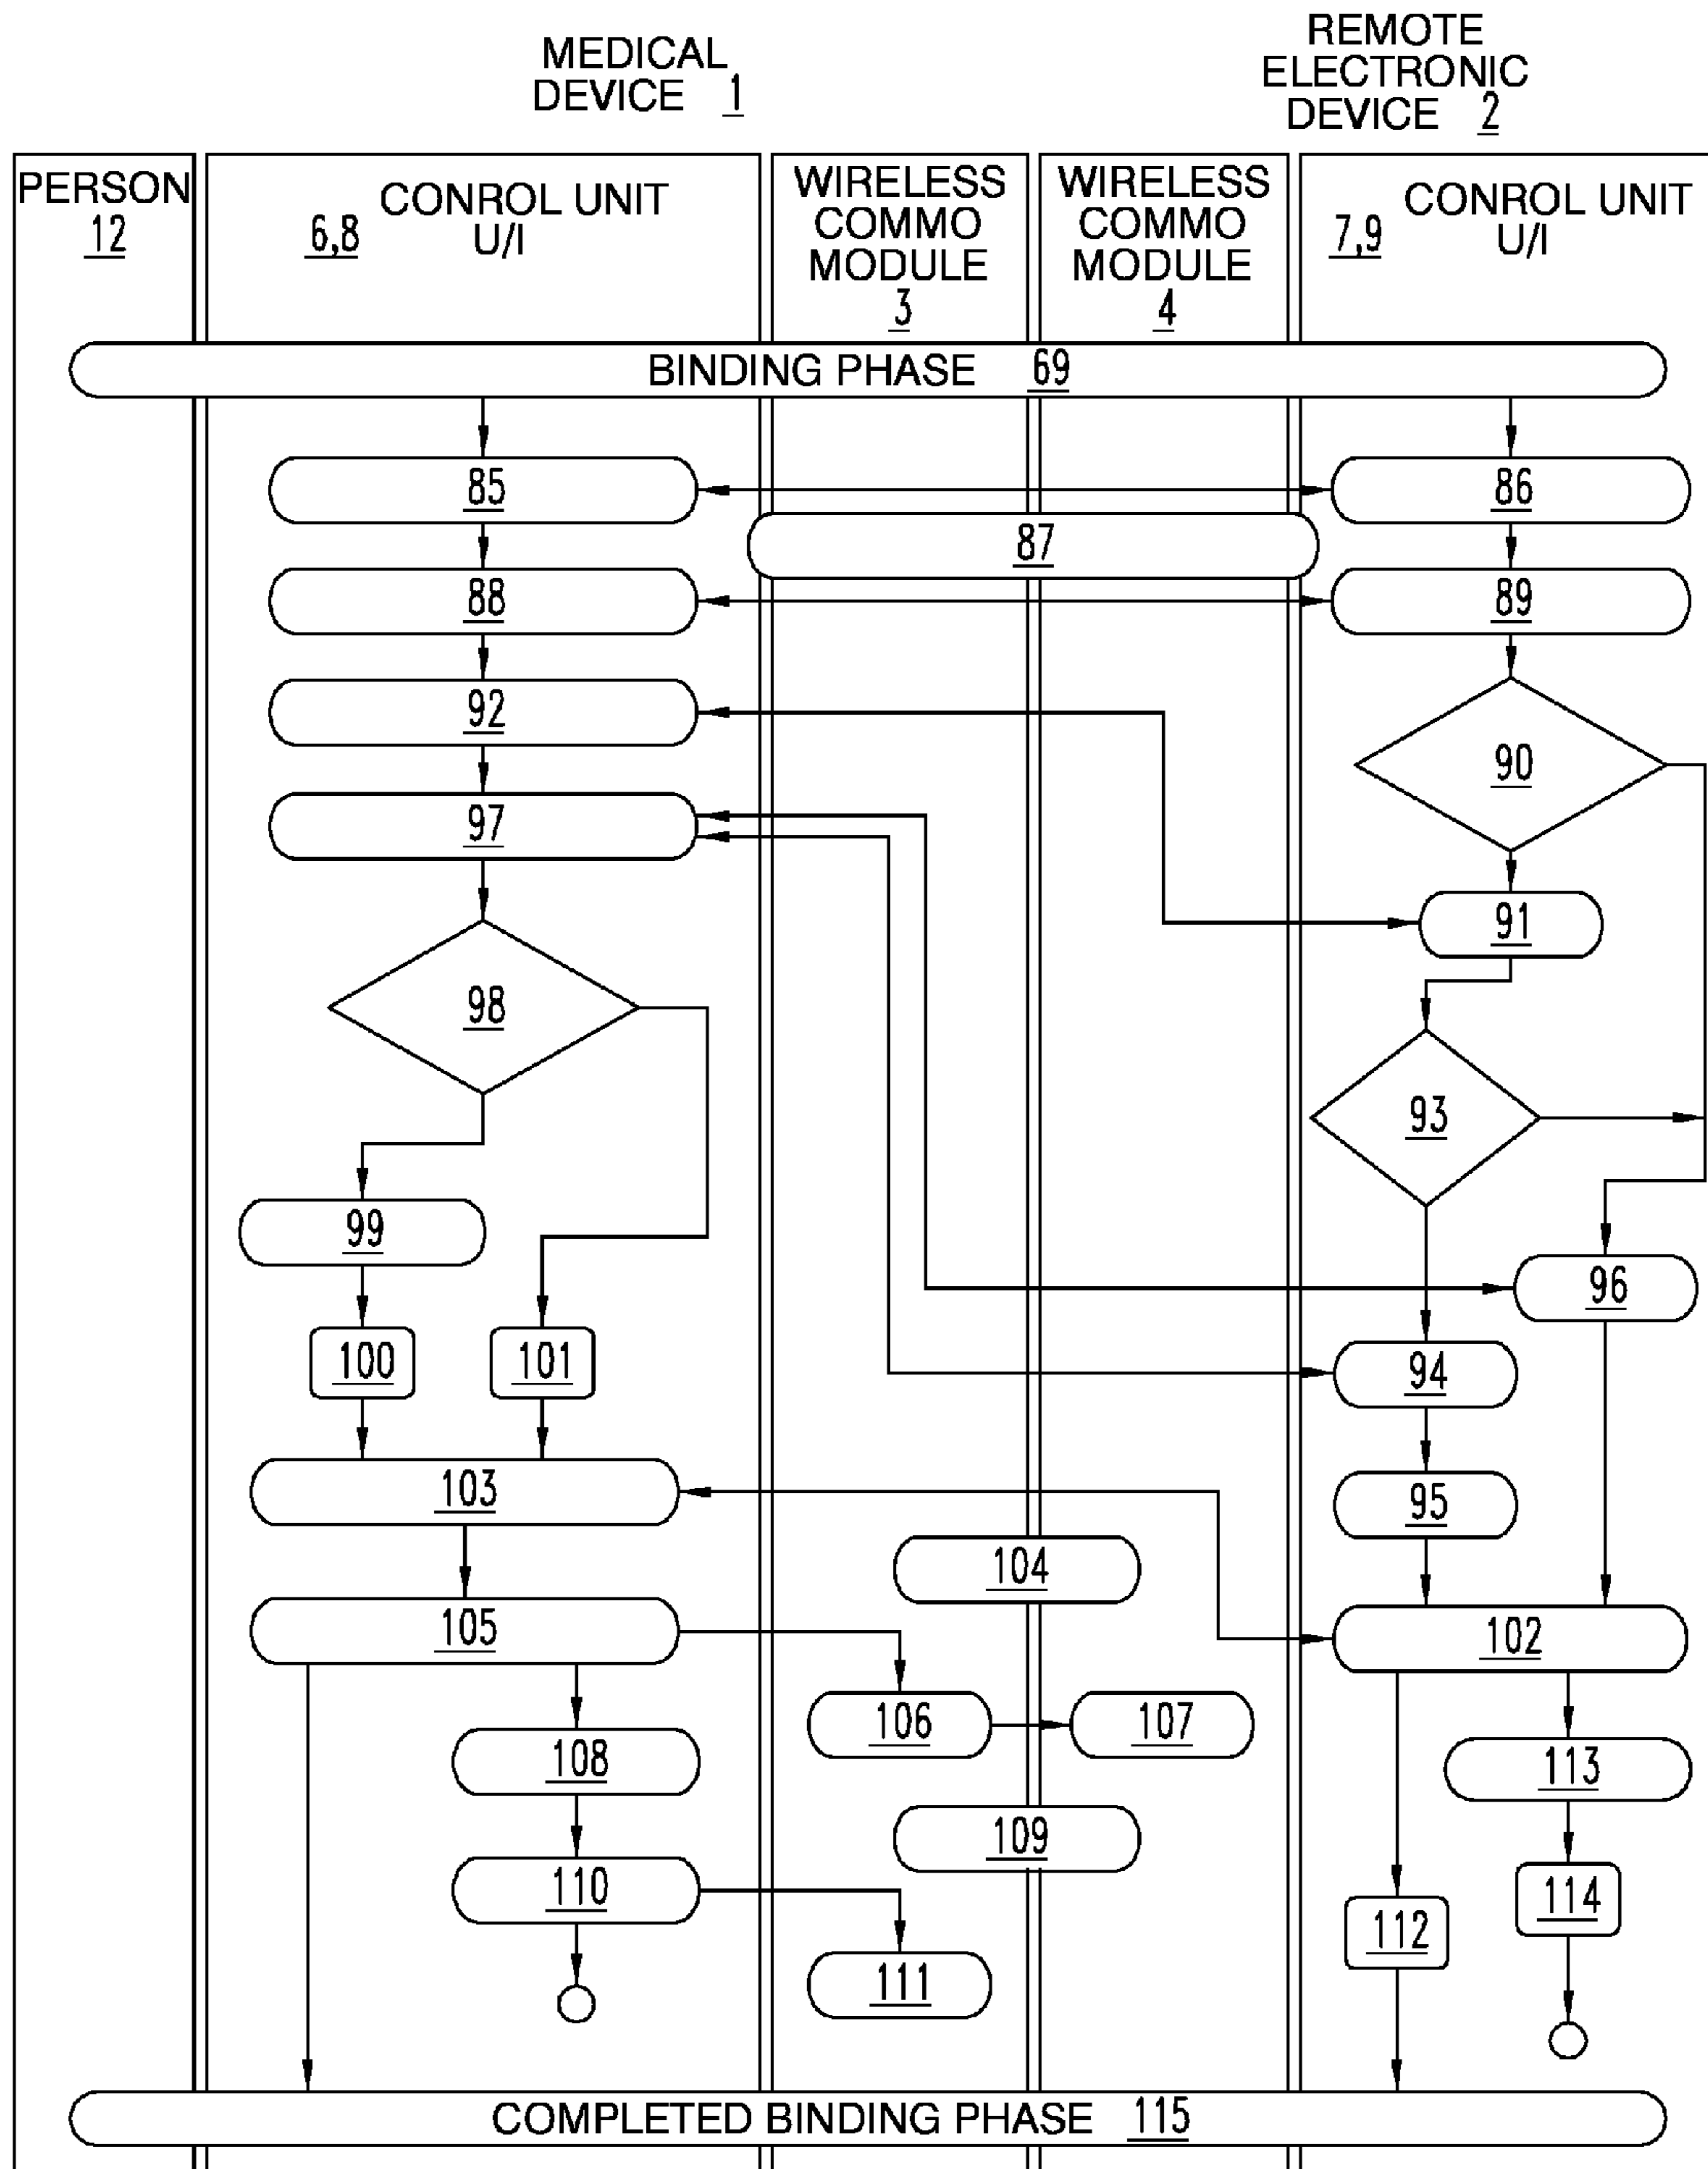 MEDICAL
DEVICE 1
REMOTE
ELECTRONIC
DEVICE 2
PERSON
12
CONROL UNIT
6,8 U/I
WIRELESS
COMMO
MODULE
3
WIRELESS
COMMO
MODULE
4
CONROL UNIT
7,9 U/I
BINDING PHASE 69
85
86
87
88
89
92
90
97
91
98
93
99
96
100
101
94
103
95
104
105
102
106
107
108
113
109
110
114
112
111
COMPLETED BINDING PHASE 115